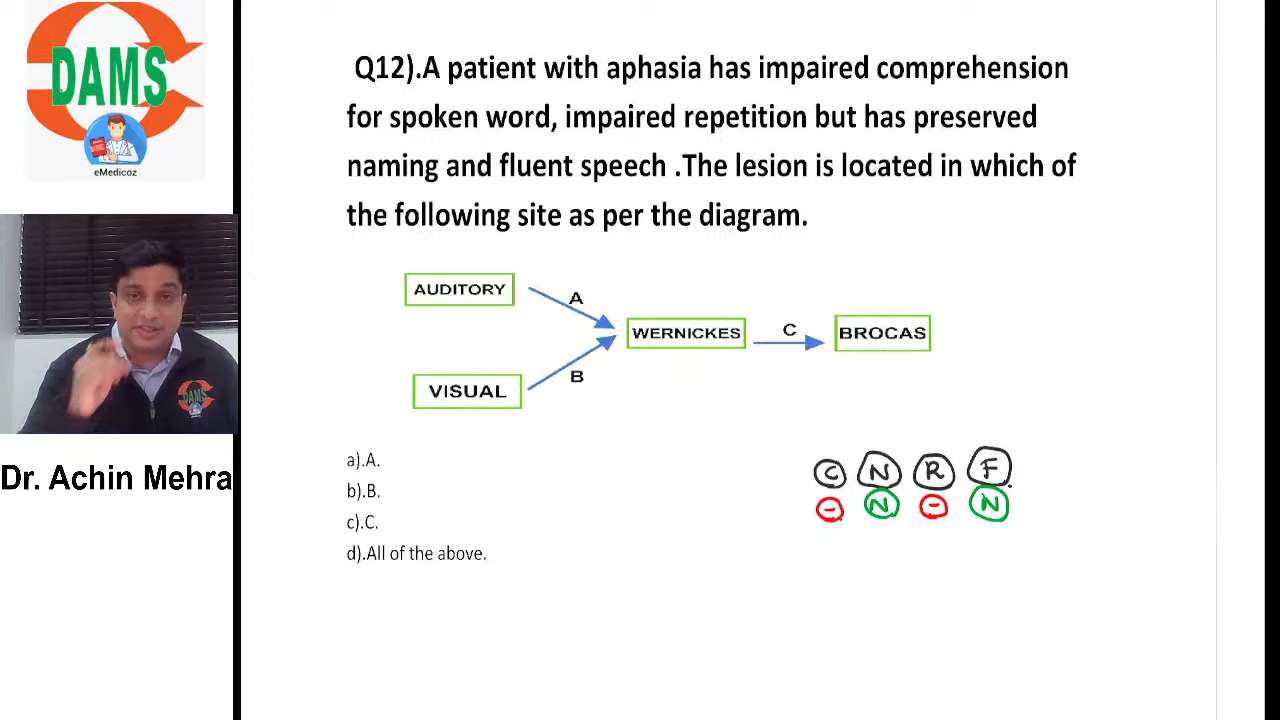 DAMS
eMedicoz
DAMS
Dr. Achin Mehra
Q12).A patient with aphasia has impaired comprehension
for spoken word, impaired repetition but has preserved
naming and fluent speech .The lesion is located in which of
the following site as per the diagram.
AUDITORY
A
WERNICKES
C
BROCAS
VISUAL
B
a).A.
b).B.
c).C.
d).All of the above.
C N R F
- N - N